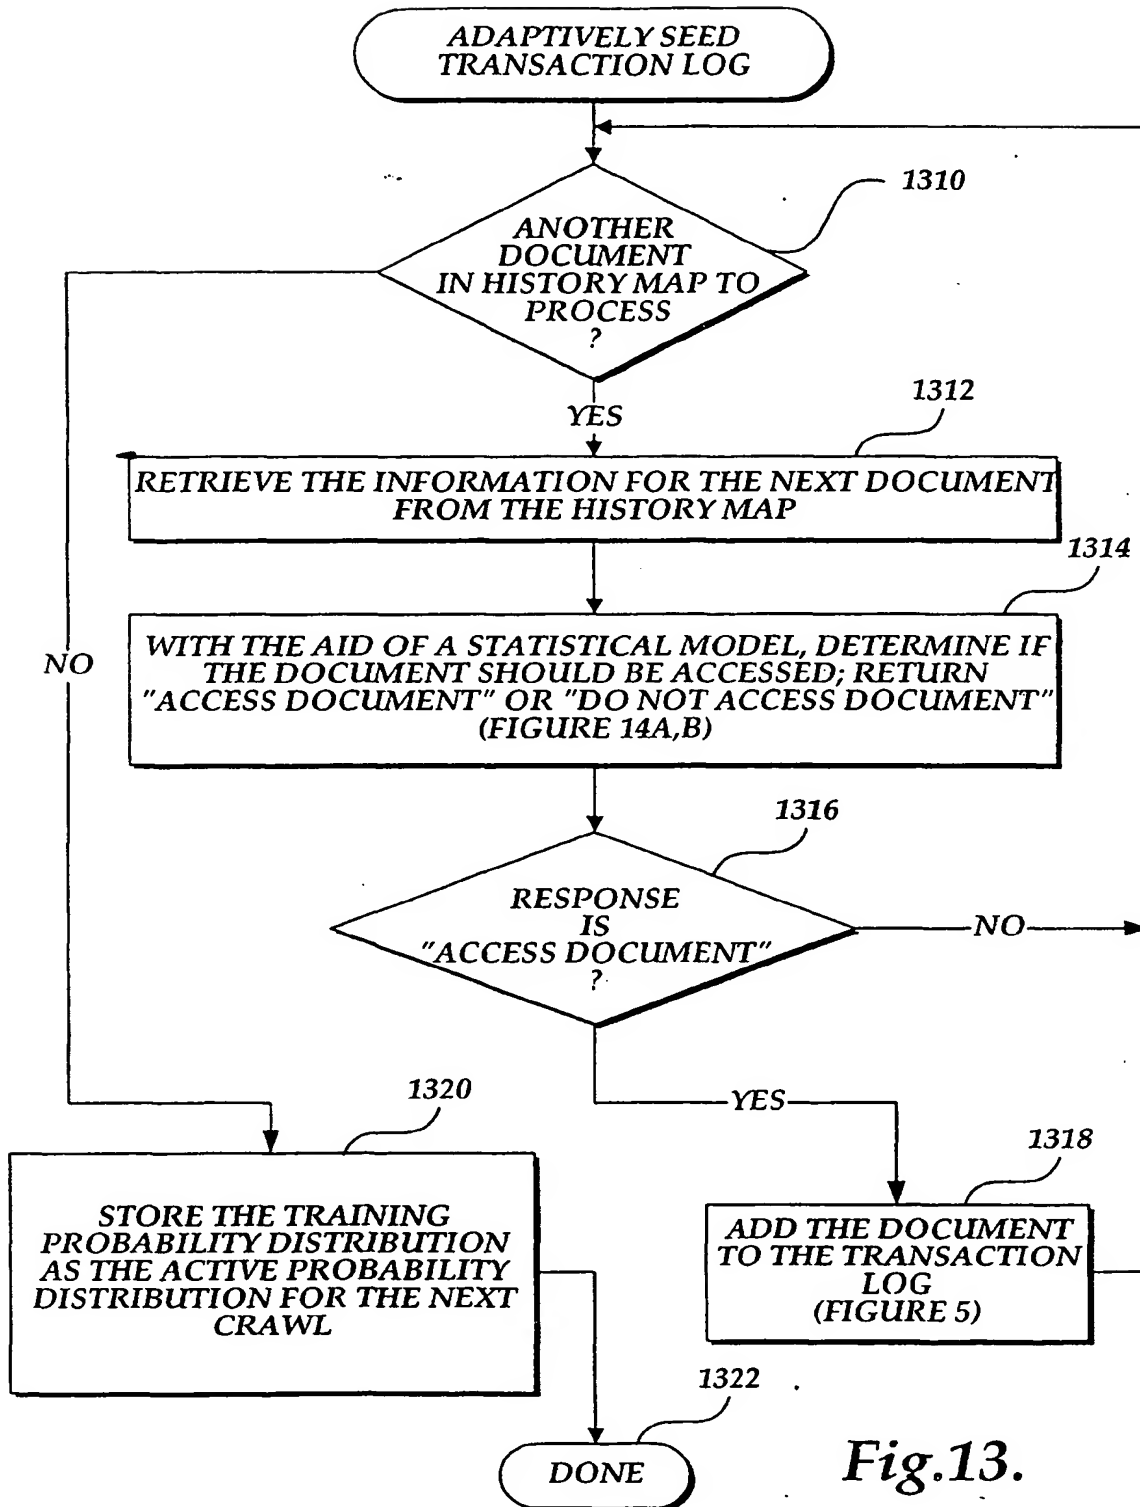 ADAPTIVELY SEED
TRANSACTION LOG
1310
ANOTHER
DOCUMENT
IN HISTORY MAP TO
PROCESS
?
YES
1312
RETRIEVE THE INFORMATION FOR THE NEXT DOCUMENT
FROM THE HISTORY MAP
1314
NO
WITH THE AID OF A STATISTICAL MODEL, DETERMINE IF
THE DOCUMENT SHOULD BE ACCESSED; RETURN
"ACCESS DOCUMENT" OR "DO NOT ACCESS DOCUMENT"
(FIGURE 14A,B)
1316
RESPONSE
IS
"ACCESS DOCUMENT"
?
NO
YES
1320
1318
STORE THE TRAINING
PROBABILITY DISTRIBUTION
AS THE ACTIVE PROBABILITY
DISTRIBUTION FOR THE NEXT
CRAWL
ADD THE DOCUMENT
TO THE TRANSACTION
LOG
(FIGURE 5)
1322
DONE
Fig.13.